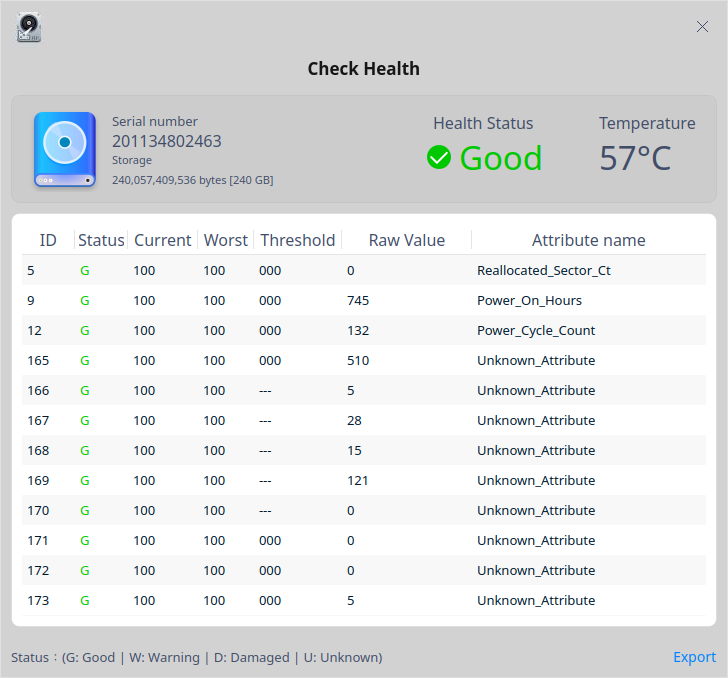 Check Health
Serial number
201134802463
Storage
240,057,409,536 bytes [240 GB]
Health Status
Good
Temperature
57°C
ID Status Current Worst Threshold Raw Value Attribute name
5 G 100 100 000 0 Reallocated_Sector_Ct
9 G 100 100 000 745 Power_On_Hours
12 G 100 100 000 132 Power_Cycle_Count
165 G 100 100 000 510 Unknown_Attribute
166 G 100 100 --- 5 Unknown_Attribute
167 G 100 100 --- 28 Unknown_Attribute
168 G 100 100 --- 15 Unknown_Attribute
169 G 100 100 --- 121 Unknown_Attribute
170 G 100 100 --- 0 Unknown_Attribute
171 G 100 100 000 0 Unknown_Attribute
172 G 100 100 000 0 Unknown_Attribute
173 G 100 100 000 5 Unknown_Attribute
Status : (G: Good | W: Warning | D: Damaged | U: Unknown)
Export